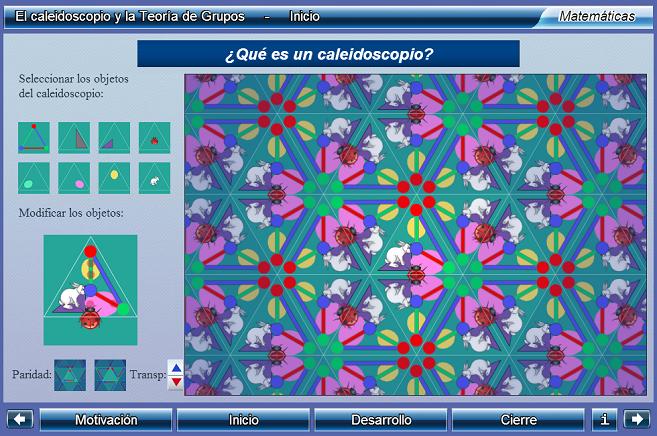 El caleidoscopio y la Teoría de Grupos - Inicio
Matemáticas
¿Qué es un caleidoscopio?
Seleccionar los objetos
del caleidoscopio:
Modificar los objetos:
Paridad:
Transp:
Motivación
Inicio
Desarrollo
Cierre
i